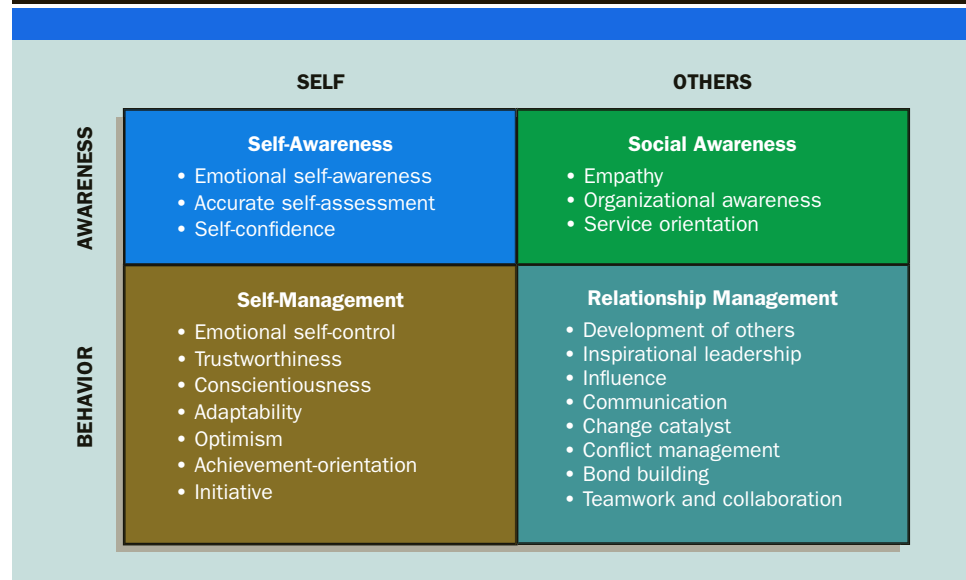 SELF
OTHERS
AWARENESS
Self-Awareness
• Emotional self-awareness
• Accurate self-assessment
• Self-confidence
Social Awareness
• Empathy
• Organizational awareness
• Service orientation
BEHAVIOR
Self-Management
• Emotional self-control
• Trustworthiness
• Conscientiousness
• Adaptability
• Optimism
• Achievement-orientation
• Initiative
Relationship Management
• Development of others
• Inspirational leadership
• Influence
• Communication
• Change catalyst
• Conflict management
• Bond building
• Teamwork and collaboration